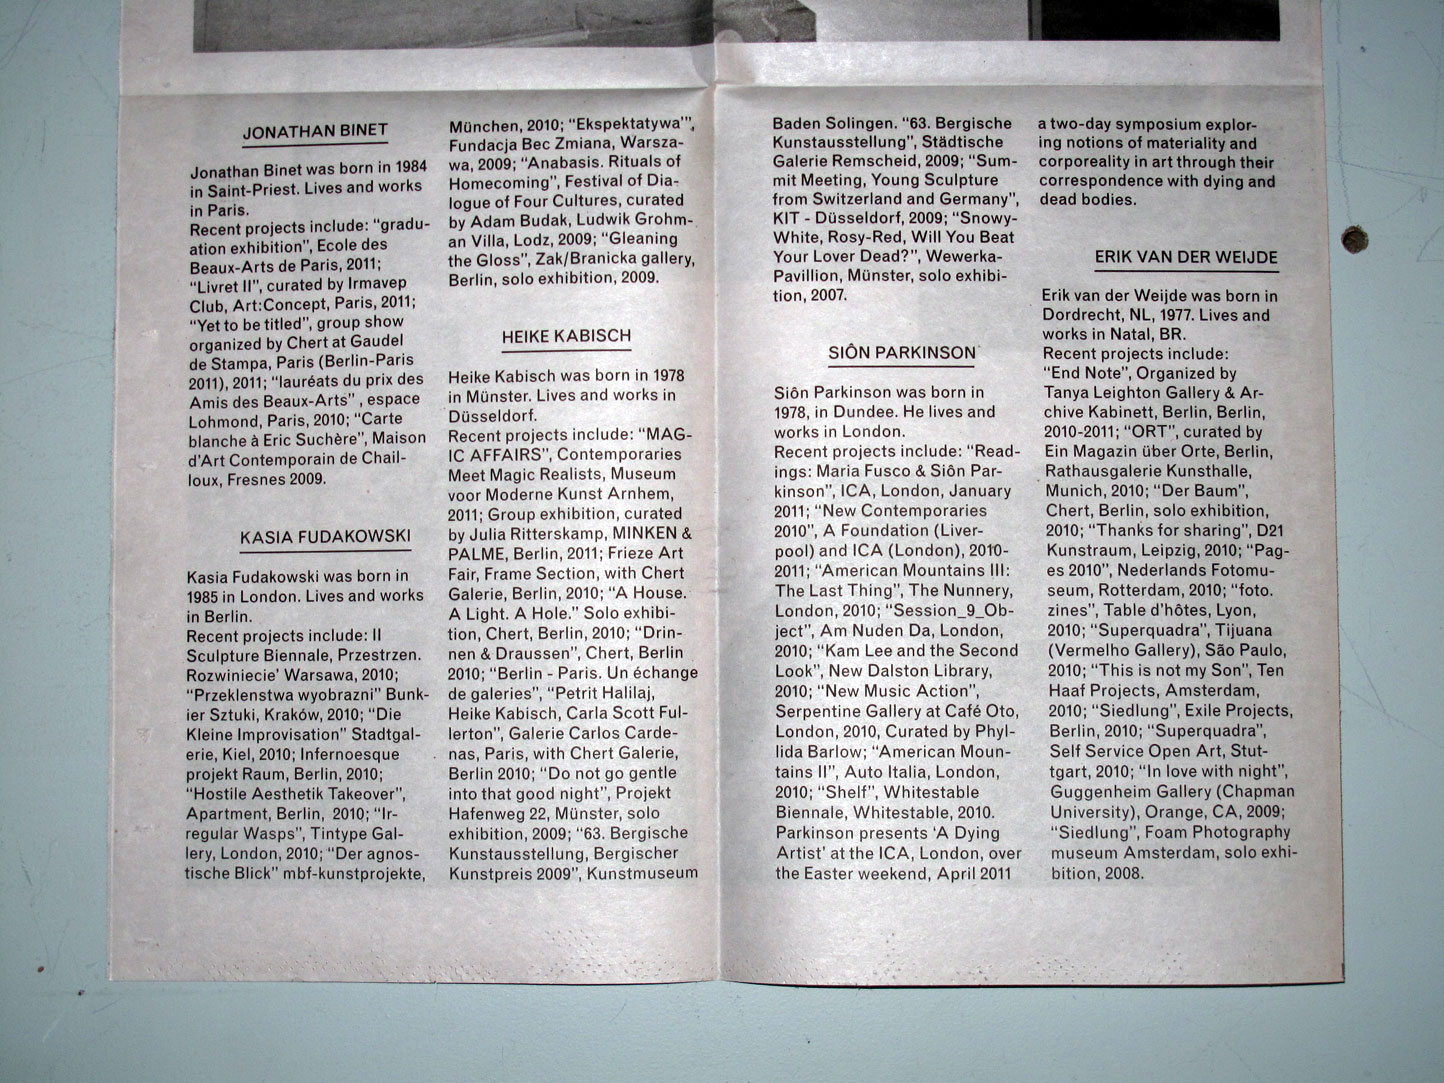 JONATHAN BINET
Jonathan Binet was born in 1984
in Saint-Priest. Lives and works
in Paris.
Recent projects include: “gradu-
ation exhibition”, Ecole des
Beaux-Arts de Paris, 2011;
“Livret II”, curated by Irmavep
Club, Art:Concept, Paris, 2011;
“Yet to be titled”, group show
organized by Chert at Gaudel
de Stampa, Paris (Berlin-Paris
2011), 2011; “lauréats du prix des
Amis des Beaux-Arts” , espace
Lohmond, Paris, 2010; “Carte
blanche à Eric Suchère”, Maison
d'Art Contemporain de Chail-
loux, Fresnes 2009.
KASIA FUDAKOWSKI
Kasia Fudakowski was born in
1985 in London. Lives and works
in Berlin.
Recent projects include: II
Sculpture Biennale, Przestrzen.
Rozwiniecie' Warsawa, 2010;
“Przeklenstwa wyobrazni” Bunk-
ier Sztuki, Kraków, 2010; “Die
Kleine Improvisation” Stadtgal-
erie, Kiel, 2010; Infernoesque
projekt Raum, Berlin, 2010;
“Hostile Aesthetik Takeover”,
Apartment, Berlin, 2010; “Ir-
regular Wasps”, Tintype Gal-
lery, London, 2010; “Der agnos-
tische Blick” mbf-kunstprojekte,
München, 2010; “Ekspektatywa'”,
Fundacja Bec Zmiana, Warsza-
wa, 2009; “Anabasis. Rituals of
Homecoming”, Festival of Dia-
logue of Four Cultures, curated
by Adam Budak, Ludwik Grohm-
an Villa, Lodz, 2009; “Gleaning
the Gloss”, Zak/Branicka gallery,
Berlin, solo exhibition, 2009.
HEIKE KABISCH
Heike Kabisch was born in 1978
in Münster. Lives and works in
Düsseldorf.
Recent projects include: “MAG-
IC AFFAIRS”, Contemporaries
Meet Magic Realists, Museum
voor Moderne Kunst Arnhem,
2011; Group exhibition, curated
by Julia Ritterskamp, MINKEN &
PALME, Berlin, 2011; Frieze Art
Fair, Frame Section, with Chert
Galerie, Berlin, 2010; “A House.
A Light. A Hole.” Solo exhibi-
tion, Chert, Berlin, 2010; “Drin-
nen & Draussen”, Chert, Berlin
2010; “Berlin - Paris. Un échange
de galeries”, “Petrit Halilaj,
Heike Kabisch, Carla Scott Ful-
lerton”, Galerie Carlos Carde-
nas, Paris, with Chert Galerie,
Berlin 2010; “Do not go gentle
into that good night”, Projekt
Hafenweg 22, Münster, solo
exhibition, 2009; “63. Bergische
Kunstausstellung, Bergischer
Kunstpreis 2009”, Kunstmuseum
Baden Solingen. “63. Bergische
Kunstausstellung”, Städtische
Galerie Remscheid, 2009; “Sum-
mit Meeting, Young Sculpture
from Switzerland and Germany”,
KIT - Düsseldorf, 2009; “Snowy-
White, Rosy-Red, Will You Beat
Your Lover Dead?”, Wewerka-
Pavillion, Münster, solo exhibi-
tion, 2007.
SIÔN PARKINSON
Siôn Parkinson was born in
1978, in Dundee. He lives and
works in London.
Recent projects include: “Read-
ings: Maria Fusco & Siôn Par-
kinson”, ICA, London, January
2011; “New Contemporaries
2010”, A Foundation (Liver-
pool) and ICA (London), 2010-
2011; “American Mountains III:
The Last Thing”, The Nunnery,
London, 2010; “Session_9_Ob-
ject”, Am Nuden Da, London,
2010; “Kam Lee and the Second
Look”, New Dalston Library,
2010; “New Music Action”,
Serpentine Gallery at Café Oto,
London, 2010, Curated by Phyl-
lida Barlow; “American Moun-
tains II”, Auto Italia, London,
2010; “Shelf”, Whitestable
Biennale, Whitestable, 2010.
Parkinson presents ‘A Dying
Artist’ at the ICA, London, over
the Easter weekend, April 2011
a two-day symposium explor-
ing notions of materiality and
corporeality in art through their
correspondence with dying and
dead bodies.
ERIK VAN DER WEIJDE
Erik van der Weijde was born in
Dordrecht, NL, 1977. Lives and
works in Natal, BR.
Recent projects include:
“End Note”, Organized by
Tanya Leighton Gallery & Ar-
chive Kabinett, Berlin, Berlin,
2010-2011; “ORT”, curated by
Ein Magazin über Orte, Berlin,
Rathausgalerie Kunsthalle,
Munich, 2010; “Der Baum”,
Chert, Berlin, solo exhibition,
2010; “Thanks for sharing”, D21
Kunstraum, Leipzig, 2010; “Pag-
es 2010”, Nederlands Fotomu-
seum, Rotterdam, 2010; “foto.
zines”, Table d'hôtes, Lyon,
2010; “Superquadra”, Tijuana
(Vermelho Gallery), São Paulo,
2010; “This is not my Son”, Ten
Haaf Projects, Amsterdam,
2010; “Siedlung”, Exile Projects,
Berlin, 2010; “Superquadra”,
Self Service Open Art, Stut-
tgart, 2010; “In love with night”,
Guggenheim Gallery (Chapman
University), Orange, CA, 2009;
“Siedlung”, Foam Photography
museum Amsterdam, solo exhi-
bition, 2008.